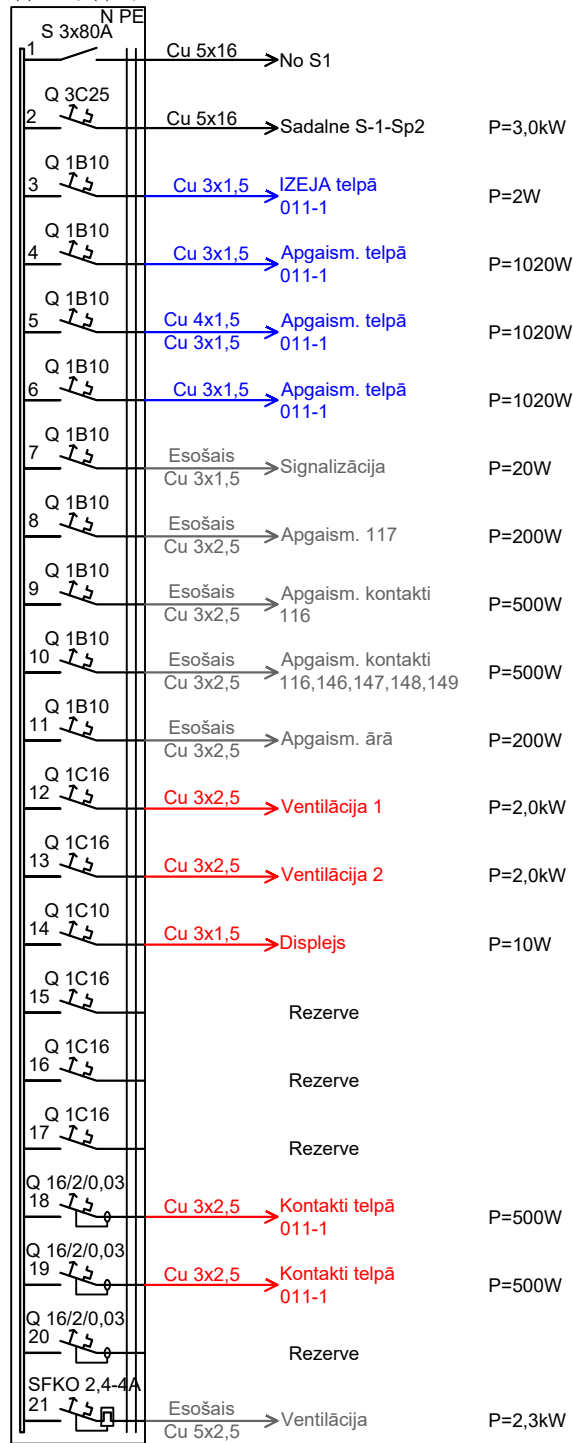 N PE
S 3x80A
1
Cu 5x16
No S1
Q 3C25
2
Cu 5x16
Sadalne S-1-Sp2
P=3,0kW
Q 1B10
3
Cu 3x1,5
IZEJA telpā
011-1
P=2W
Q 1B10
4
Cu 3x1,5
Apgaism. telpā
011-1
P=1020W
Q 1B10
5
Cu 4x1,5
Cu 3x1,5
Apgaism. telpā
011-1
P=1020W
Q 1B10
6
Cu 3x1,5
Apgaism. telpā
011-1
P=1020W
Q 1B10
7
Esošais
Cu 3x1,5
Signalizācija
P=20W
Q 1B10
8
Esošais
Cu 3x2,5
Apgaism. 117
P=200W
Q 1B10
9
Esošais
Cu 3x2,5
Apgaism. kontakti
116
P=500W
Q 1B10
10
Esošais
Cu 3x2,5
Apgaism. kontakti
116,146,147,148,149
P=500W
Q 1B10
11
Esošais
Cu 3x2,5
Apgaism. ārā
P=200W
Q 1C16
12
Cu 3x2,5
Ventilācija 1
P=2,0kW
Q 1C16
13
Cu 3x2,5
Ventilācija 2
P=2,0kW
Q 1C10
14
Cu 3x1,5
Displejs
P=10W
Q 1C16
15
Rezerve
Q 1C16
16
Rezerve
Q 1C16
17
Rezerve
Q 16/2/0,03
18
Cu 3x2,5
Kontakti telpā
011-1
P=500W
Q 16/2/0,03
19
Cu 3x2,5
Kontakti telpā
011-1
P=500W
Q 16/2/0,03
20
Rezerve
SFKO 2,4-4A
21
Esošais
Cu 5x2,5
Ventilācija
P=2,3kW